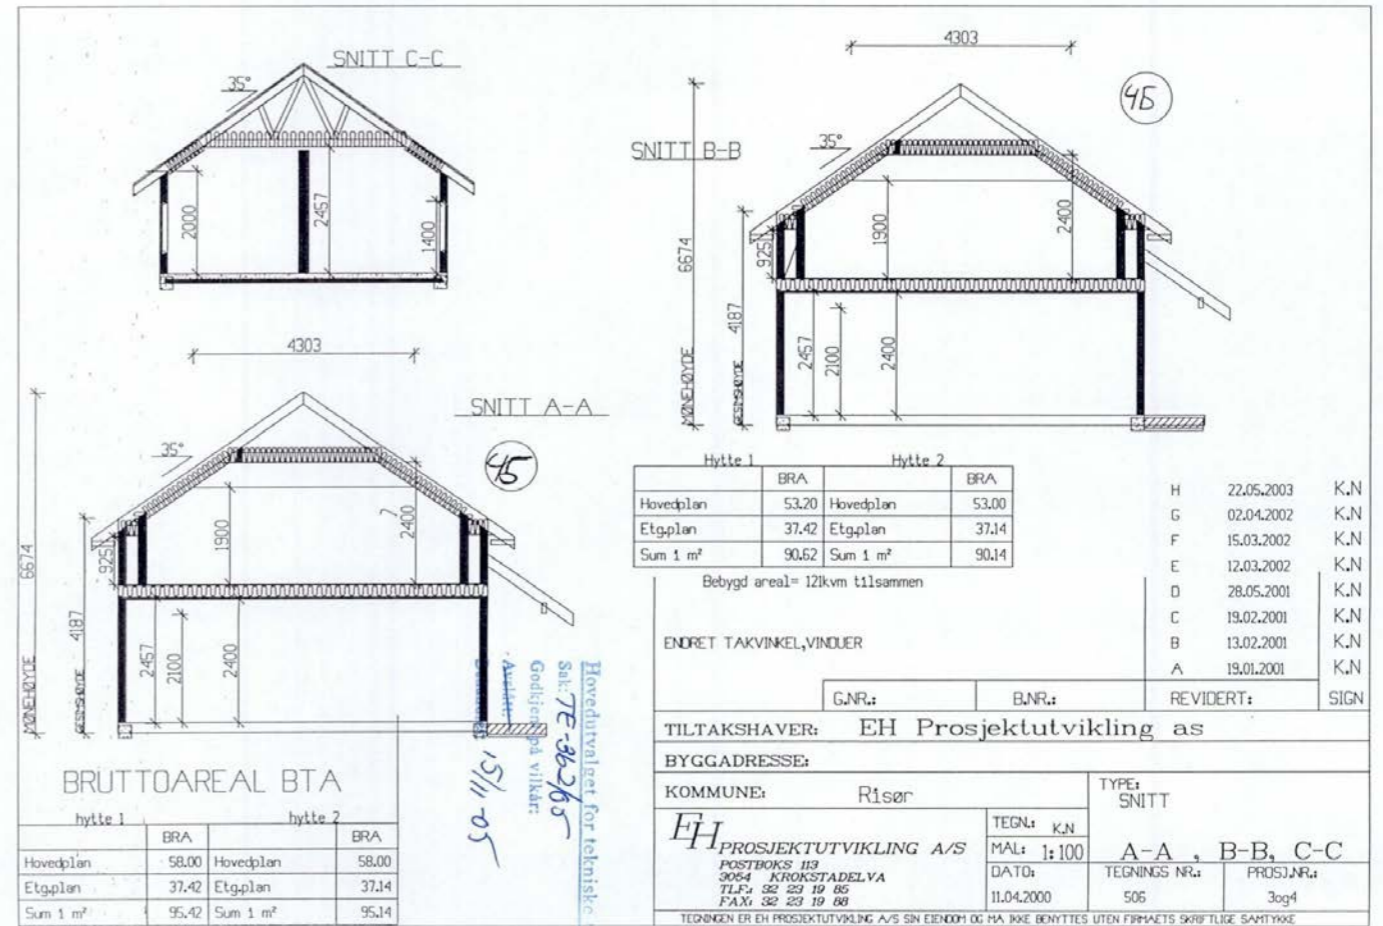 SNITT C-C
35°
2000
2457
1400
4303
45
SNITT B-B
35°
6674
4187
925
1900
2400
2457
2100
2400
MØNEHØYDE
GESIMSHØYDE
4303
SNITT A-A
45
35°
6674
4187
925
1900
?
2400
2457
2100
2400
MØNEHØYDE
GESIMSHØYDE
Hytte 1 Hytte 2
BRA BRA
Hovedplan 53.20 Hovedplan 53.00
Etg.plan 37.42 Etg.plan 37.14
Sum 1 m² 90.62 Sum 1 m² 90.14
Bebygd areal= 121kvm tilsammen
ENDRET TAKVINKEL,VINDUER
H 22.05.2003 K.N
G 02.04.2002 K.N
F 15.03.2002 K.N
E 12.03.2002 K.N
D 28.05.2001 K.N
C 19.02.2001 K.N
B 13.02.2001 K.N
A 19.01.2001 K.N
G.NR.: B.NR.: REVIDERT: SIGN
TILTAKSHAVER: EH Prosjektutvikling as
BYGGADRESSE:
KOMMUNE: Risør
TYPE:
SNITT
A-A , B-B, C-C
EH PROSJEKTUTVIKLING A/S
POSTBOKS 113
3054 KROKSTADELVA
TLF.: 32 23 19 85
FAX: 32 23 19 88
TEGN.: K.N
MÅL: 1:100
DATO:
11.04.2000
TEGNINGS NR.:
506
PROSJ.NR.:
3og4
TEGNINGEN ER EH PROSJEKTUTVIKLING A/S SIN EIENDOM OG MA IKKE BENYTTES UTEN FIRMAETS SKRIFTLIGE SAMTYKKE
Hovedutvalget for tekniske
Sak: TE-362/05
Godkjent på vilkår:
Avslått:
15/11-05
BRUTTOAREAL BTA
hytte 1 hytte 2
BRA BRA
Hovedplan 58.00 Hovedplan 58.00
Etg.plan 37.42 Etg.plan 37.14
Sum 1 m² 95.42 Sum 1 m² 95.14